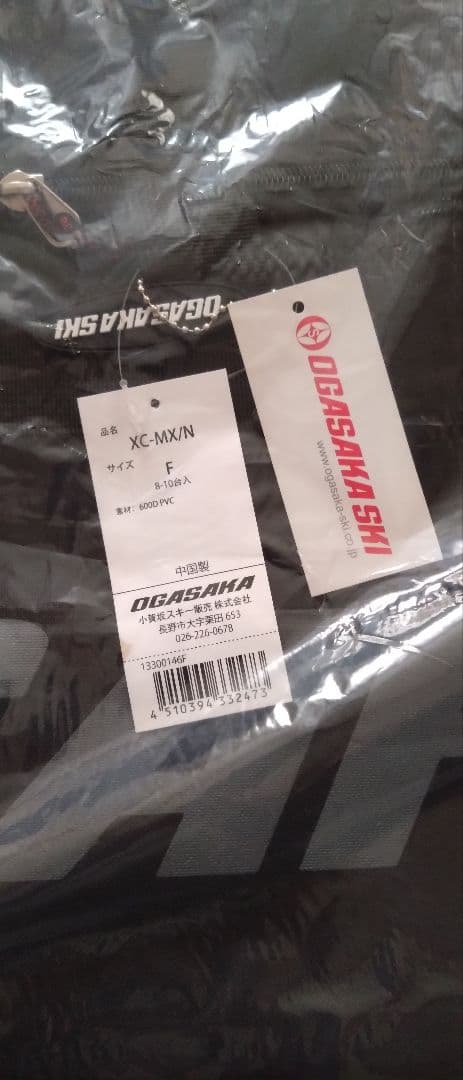 OGASAKA SKI
品名 XC-MX/N
サイズ F
8-10台入
素材: 600D PVC
中国製
OGASAKA
小賀坂スキー販売 株式会社
長野市大字栗田 653
026-226-0678
13300146F
4 510394 332473
OGASAKA SKI
www.ogasaka-ski.co.jp